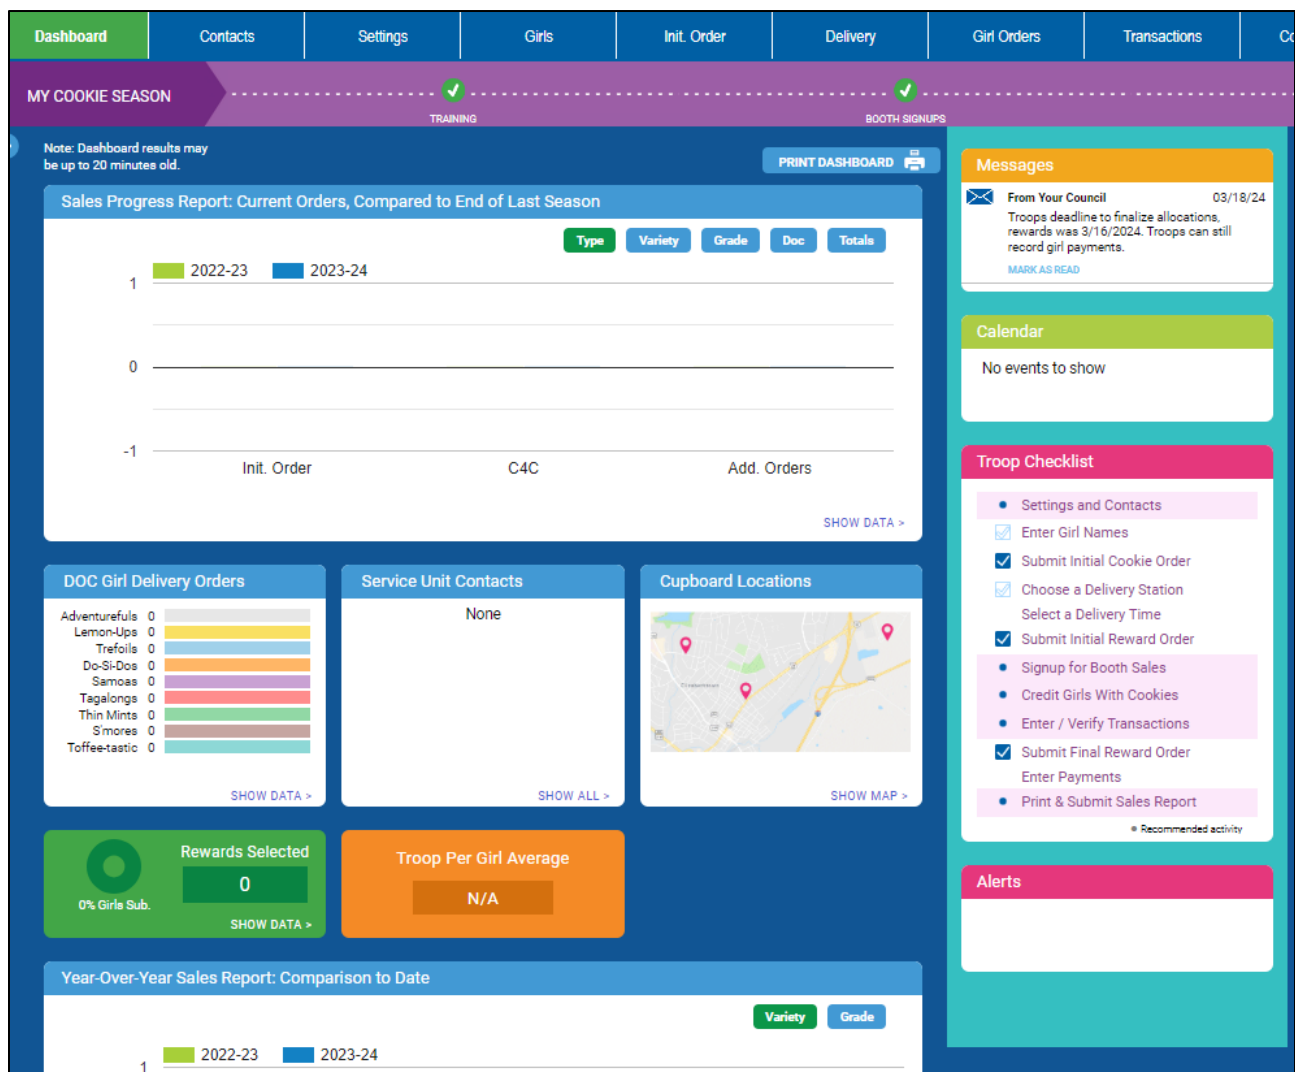 Dashboard
Contacts
Settings
Girls
Init. Order
Delivery
Girl Orders
Transactions
MY COOKIE SEASON
TRAINING
BOOTH SIGNUPS
Note: Dashboard results may
be up to 20 minutes old.
PRINT DASHBOARD
Sales Progress Report: Current Orders, Compared to End of Last Season
Type
Variety
Grade
Doc
Totals
2022-23
2023-24
1
0
-1
Init. Order
C4C
Add. Orders
SHOW DATA >
DOC Girl Delivery Orders
Adventurefuls 0
Lemon-Ups 0
Trefoils 0
Do-Si-Dos 0
Samoas 0
Tagalongs 0
Thin Mints 0
S'mores 0
Toffee-tastic 0
SHOW DATA >
Service Unit Contacts
None
SHOW ALL >
Cupboard Locations
SHOW MAP >
Rewards Selected
0
0% Girls Sub.
SHOW DATA >
Troop Per Girl Average
N/A
Year-Over-Year Sales Report: Comparison to Date
Variety
Grade
2022-23
2023-24
1
Messages
From Your Council 03/18/24
Troops deadline to finalize allocations,
rewards was 3/16/2024. Troops can still
record girl payments.
MARK AS READ
Calendar
No events to show
Troop Checklist
Settings and Contacts
Enter Girl Names
Submit Initial Cookie Order
Choose a Delivery Station
Select a Delivery Time
Submit Initial Reward Order
Signup for Booth Sales
Credit Girls With Cookies
Enter / Verify Transactions
Submit Final Reward Order
Enter Payments
Print & Submit Sales Report
Recommended activity
Alerts